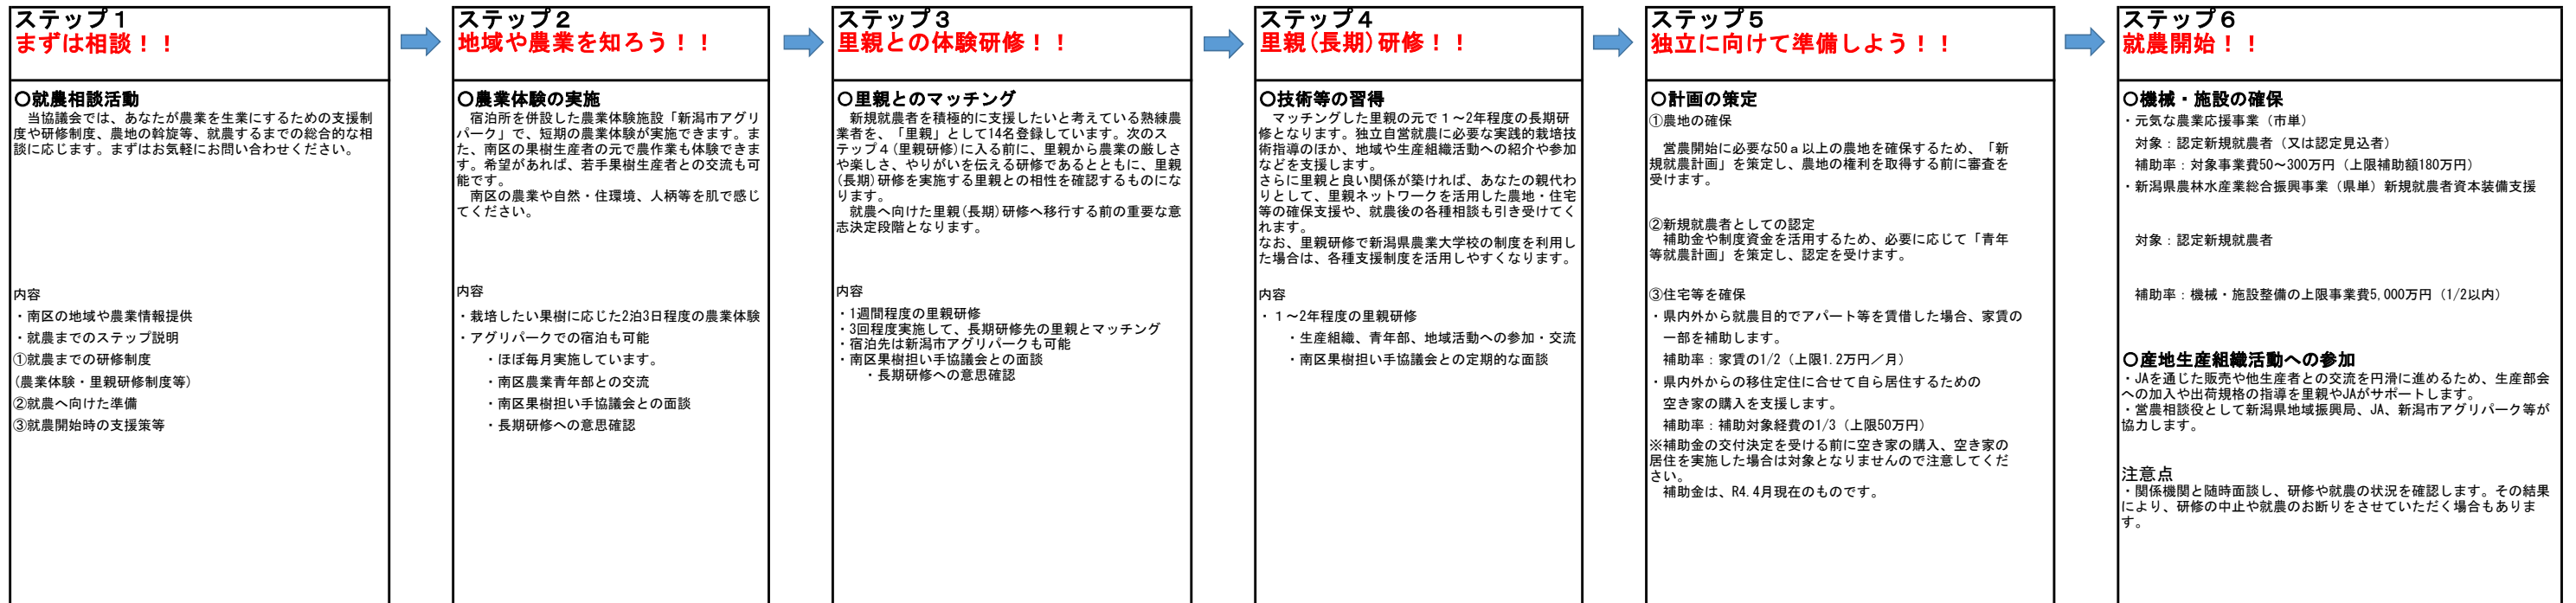 ステップ1
まずは相談！！
〇就農相談活動
当協議会では、あなたが農業を生業にするための支援制
度や研修制度、農地の斡旋等、就農するまでの総合的な相
談に応じます。まずはお気軽にお問い合わせください。
内容
・南区の地域や農業情報提供
・就農までのステップ説明
①就農までの研修制度
(農業体験・里親研修制度等)
②就農へ向けた準備
③就農開始時の支援策等
ステップ2
地域や農業を知ろう！！
〇農業体験の実施
宿泊所を併設した農業体験施設「新潟市アグリ
パーク」で、短期の農業体験が実施できます。ま
た、南区の果樹生産者の元で農作業も体験できま
す。希望があれば、若手果樹生産者との交流も可
能です。
南区の農業や自然・住環境、人柄等を肌で感じ
てください。
内容
・栽培したい果樹に応じた2泊3日程度の農業体験
・アグリパークでの宿泊も可能
・ほぼ毎月実施しています。
・南区農業青年部との交流
・南区果樹担い手協議会との面談
・長期研修への意思確認
ステップ3
里親との体験研修！！
〇里親とのマッチング
新規就農者を積極的に支援したいと考えている熟練農
業者を、「里親」として14名登録しています。次のス
テップ4(里親研修)に入る前に、里親から農業の厳しさ
や楽しさ、やりがいを伝える研修であるとともに、里親
(長期)研修を実施する里親との相性を確認するものにな
ります。
就農へ向けた里親(長期)研修へ移行する前の重要な意
志決定段階となります。
内容
・1週間程度の里親研修
・3回程度実施して、長期研修先の里親とマッチング
・宿泊先は新潟市アグリパークも可能
・南区果樹担い手協議会との面談
・長期研修への意思確認
ステップ4
里親(長期)研修！！
〇技術等の習得
マッチングした里親の元で1～2年程度の長期研
修となります。独立自営就農に必要な実践的栽培技
術指導のほか、地域や生産組織活動への紹介や参加
などを支援します。
さらに里親と良い関係が築ければ、あなたの親代わ
りとして、里親ネットワークを活用した農地・住宅
等の確保支援や、就農後の各種相談も引き受けてく
れます。
なお、里親研修で新潟県農業大学校の制度を利用し
た場合は、各種支援制度を活用しやすくなります。
内容
・1～2年程度の里親研修
・生産組織、青年部、地域活動への参加・交流
・南区果樹担い手協議会との定期的な面談
ステップ5
独立に向けて準備しよう！！
〇計画の策定
①農地の確保
営農開始に必要な50a以上の農地を確保するため、「新
規就農計画」を策定し、農地の権利を取得する前に審査を
受けます。
②新規就農者としての認定
補助金や制度資金を活用するため、必要に応じて「青年
等就農計画」を策定し、認定を受けます。
③住宅等を確保
・県内外から就農目的でアパート等を賃借した場合、家賃の
一部を補助します。
補助率：家賃の1/2（上限1.2万円／月）
・県内外からの移住定住に合せて自ら居住するための
空き家の購入を支援します。
補助率：補助対象経費の1/3（上限50万円）
※補助金の交付決定を受ける前に空き家の購入、空き家の
居住を実施した場合は対象となりませんので注意してくだ
さい。
補助金は、R4.4月現在のものです。
ステップ6
就農開始！！
〇機械・施設の確保
・元気な農業応援事業（市単）
対象：認定新規就農者（又は認定見込者）
補助率：対象事業費50～300万円（上限補助額180万円）
・新潟県農林水産業総合振興事業（県単）新規就農者資本装備支援
対象：認定新規就農者
補助率：機械・施設整備の上限事業費5,000万円（1/2以内）
〇産地生産組織活動への参加
・JAを通じた販売や他生産者との交流を円滑に進めるため、生産部会
への加入や出荷規格の指導を里親やJAがサポートします。
・営農相談役として新潟県地域振興局、JA、新潟市アグリパーク等が
協力します。
注意点
・関係機関と随時面談し、研修や就農の状況を確認します。その結果
により、研修の中止や就農のお断りをさせていただく場合もありま
す。